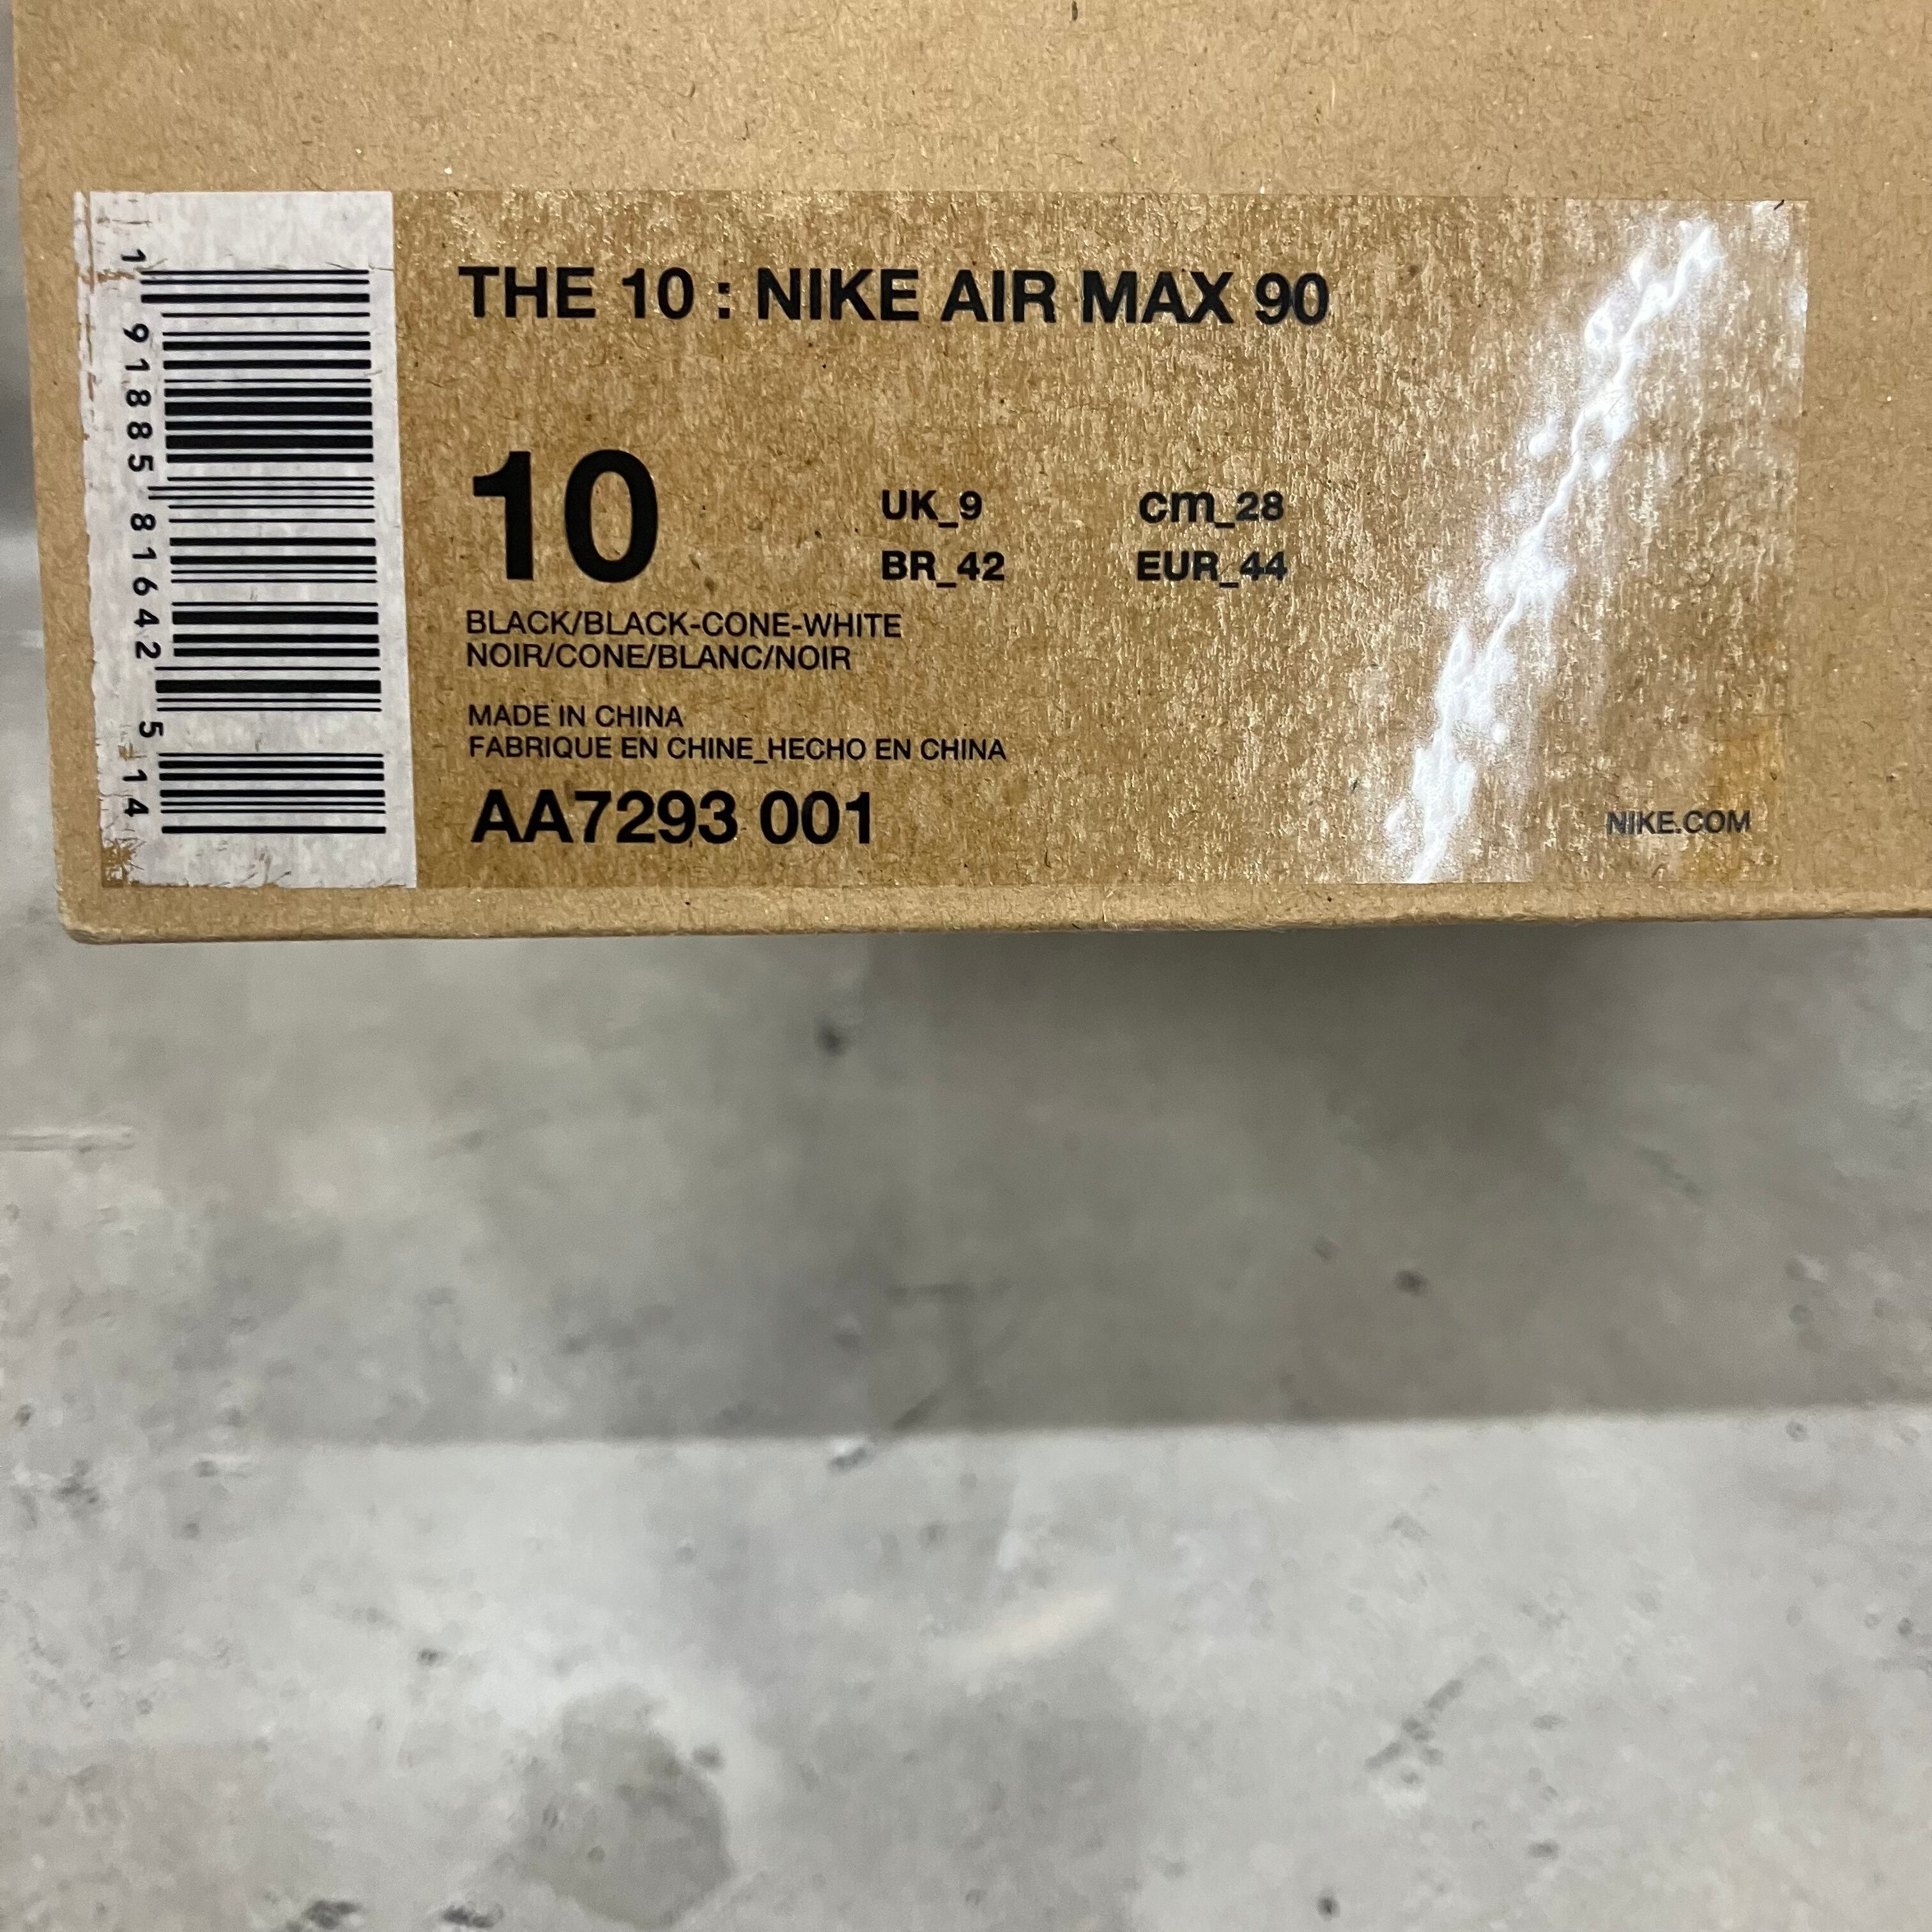 THE 10 : NIKE AIR MAX 90
10
UK_9 cm_28
BR_42 EUR_44
BLACK/BLACK-CONE-WHITE
NOIR/CONE/BLANC/NOIR
MADE IN CHINA
FABRIQUE EN CHINE_HECHO EN CHINA
AA7293 001
NIKE.COM
1 91885 81642 5 14